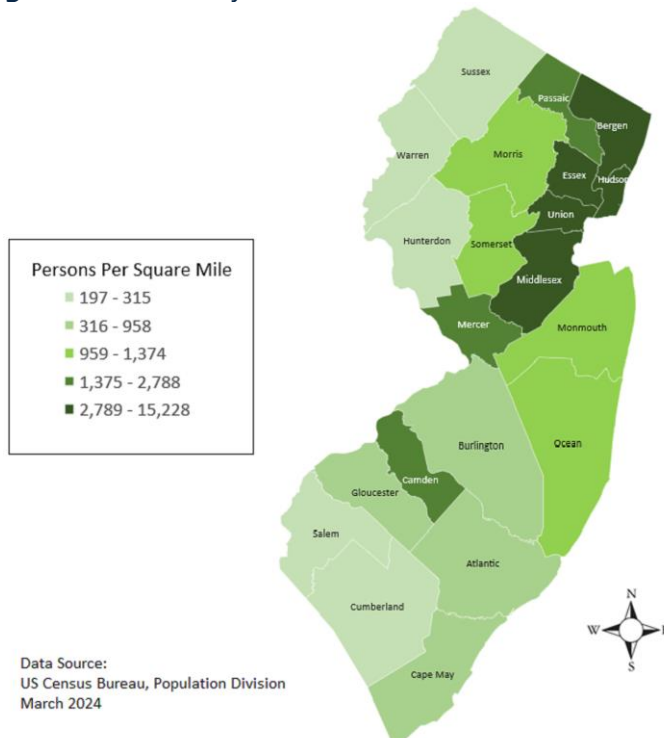 Sussex
Passaic
Bergen
Warren
Morris
Essex
Hudson
Union
Hunterdon
Somerset
Middlesex
Persons Per Square Mile
197 - 315
316 - 958
959 - 1,374
1,375 - 2,788
2,789 - 15,228
Mercer
Monmouth
Burlington
Ocean
Camden
Gloucester
Salem
Atlantic
Cumberland
N
W
S
Cape May
Data Source:
US Census Bureau, Population Division
March 2024